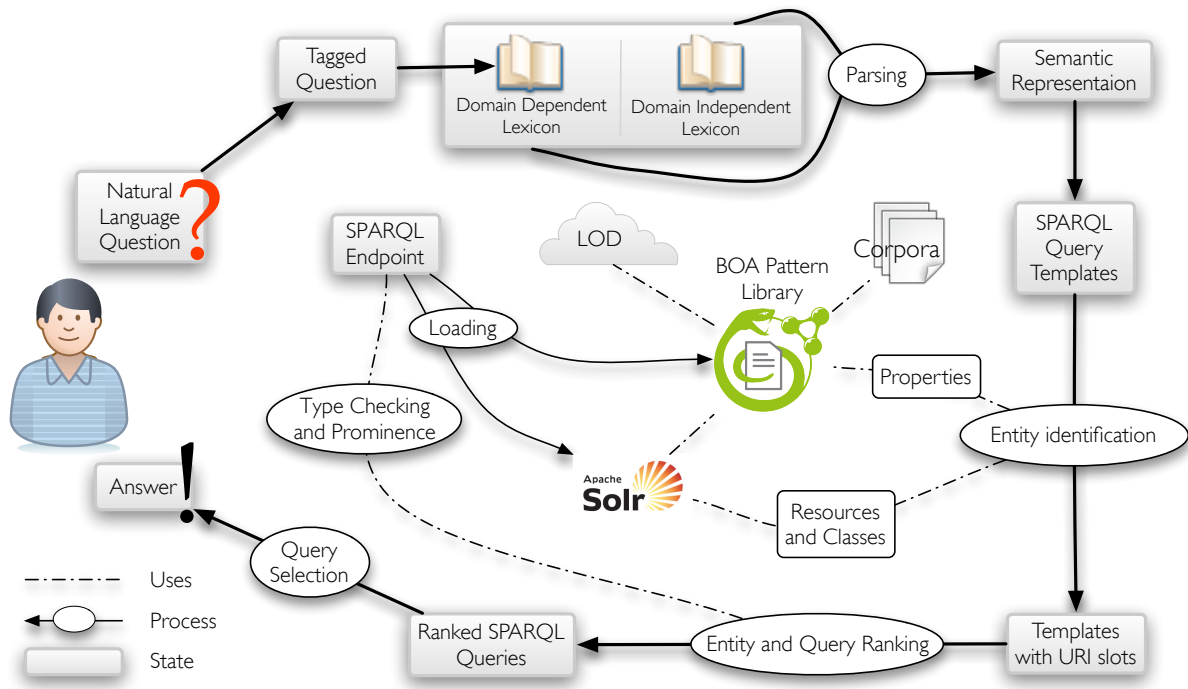 Tagged
Question
Domain Dependent
Lexicon
Domain Independent
Lexicon
Parsing
Semantic
Representaion
Natural
Language
Question
?
SPARQL
Endpoint
LOD
Corpora
BOA Pattern
Library
SPARQL
Query
Templates
Loading
Properties
Type Checking
and Prominence
Entity identification
Apache
Solr
Resources
and Classes
Answer
!
Query
Selection
Ranked SPARQL
Queries
Entity and Query Ranking
Templates
with URI slots
Uses
Process
State